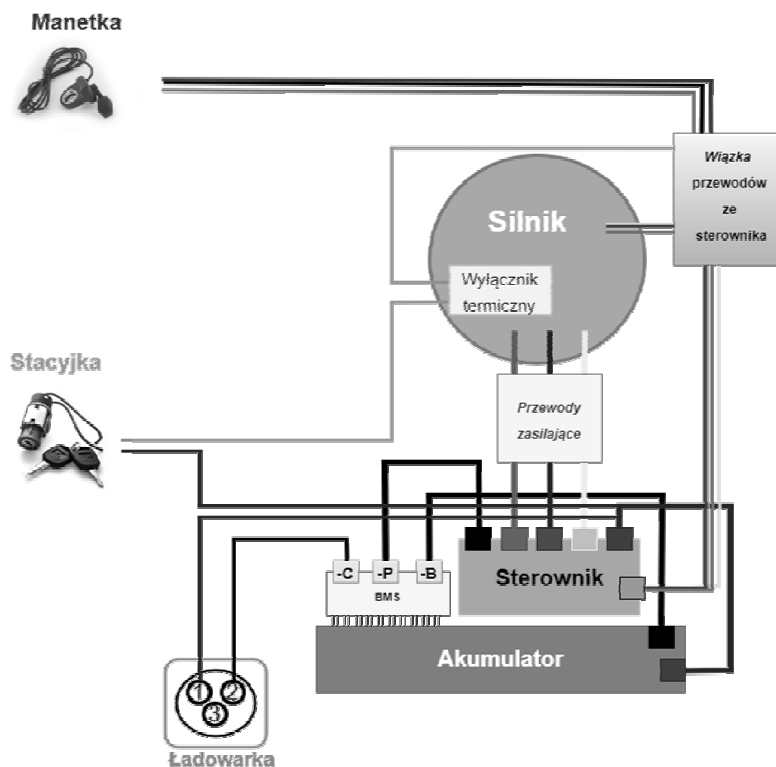 Manetka
Wiązka
przewodów
ze
sterownika
Silnik
Wyłącznik
termiczny
Stacyjka
Przewody
zasilające
-C
-P
-B
BMS
Sterownik
Akumulator
1
2
3
Ładowarka